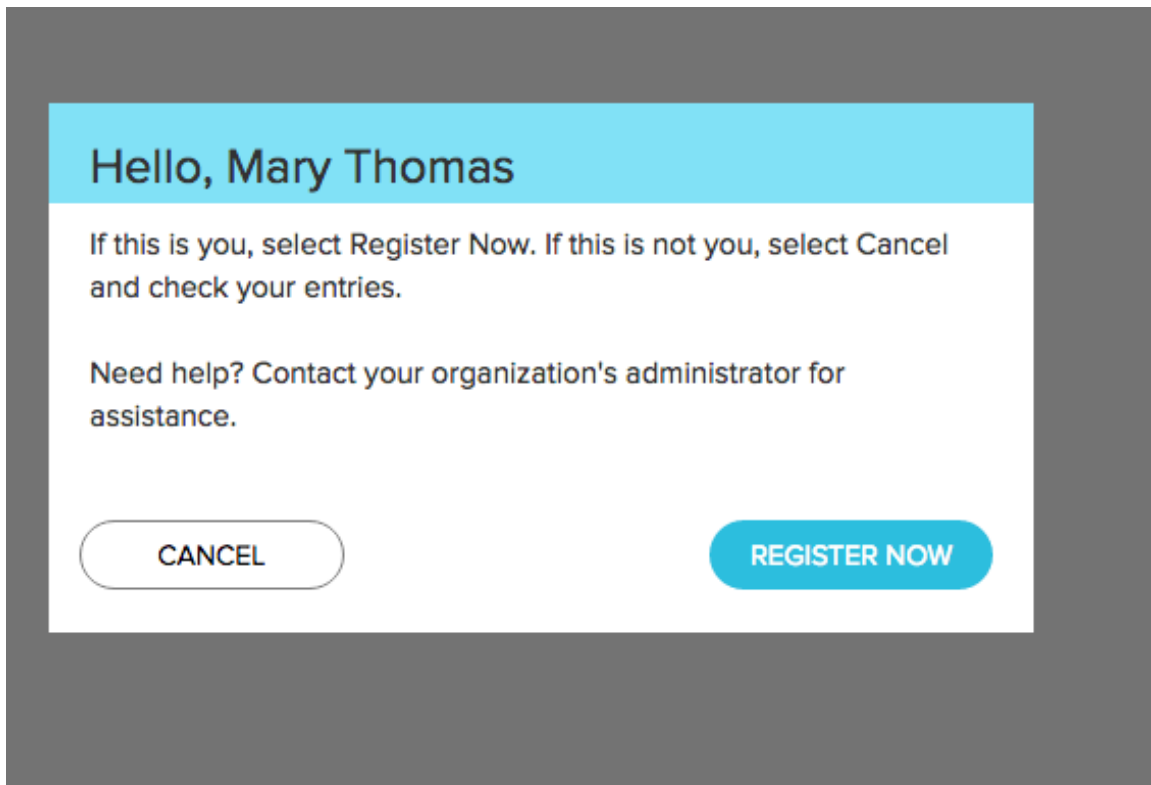 Hello, Mary Thomas
If this is you, select Register Now. If this is not you, select Cancel
and check your entries.
Need help? Contact your organization's administrator for
assistance.
CANCEL
REGISTER NOW